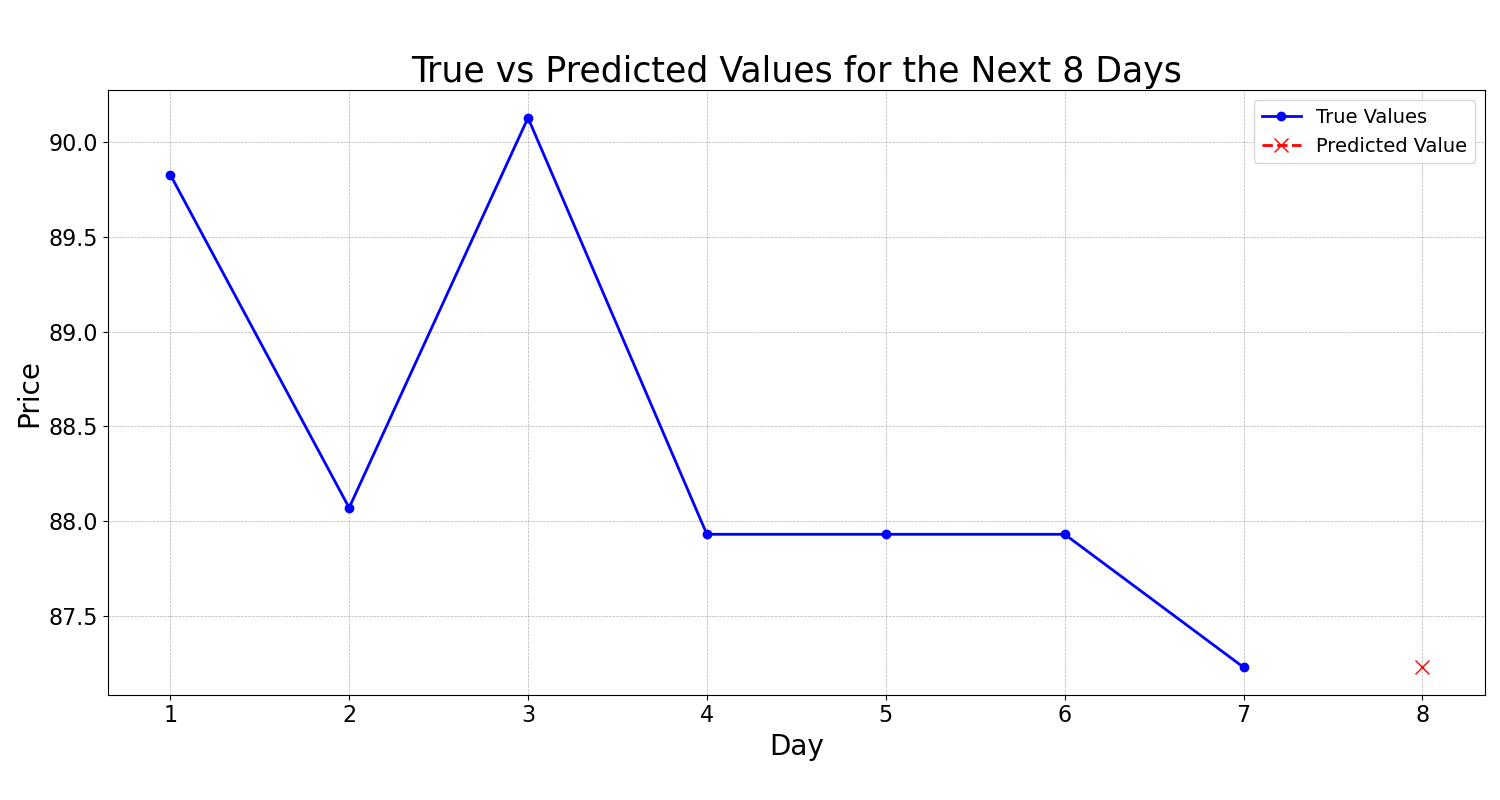 True vs Predicted Values for the Next 8 Days
True Values
Predicted Value
90.0
89.5
89.0
88.5
88.0
87.5
Price
1 2 3 4 5 6 7 8
Day